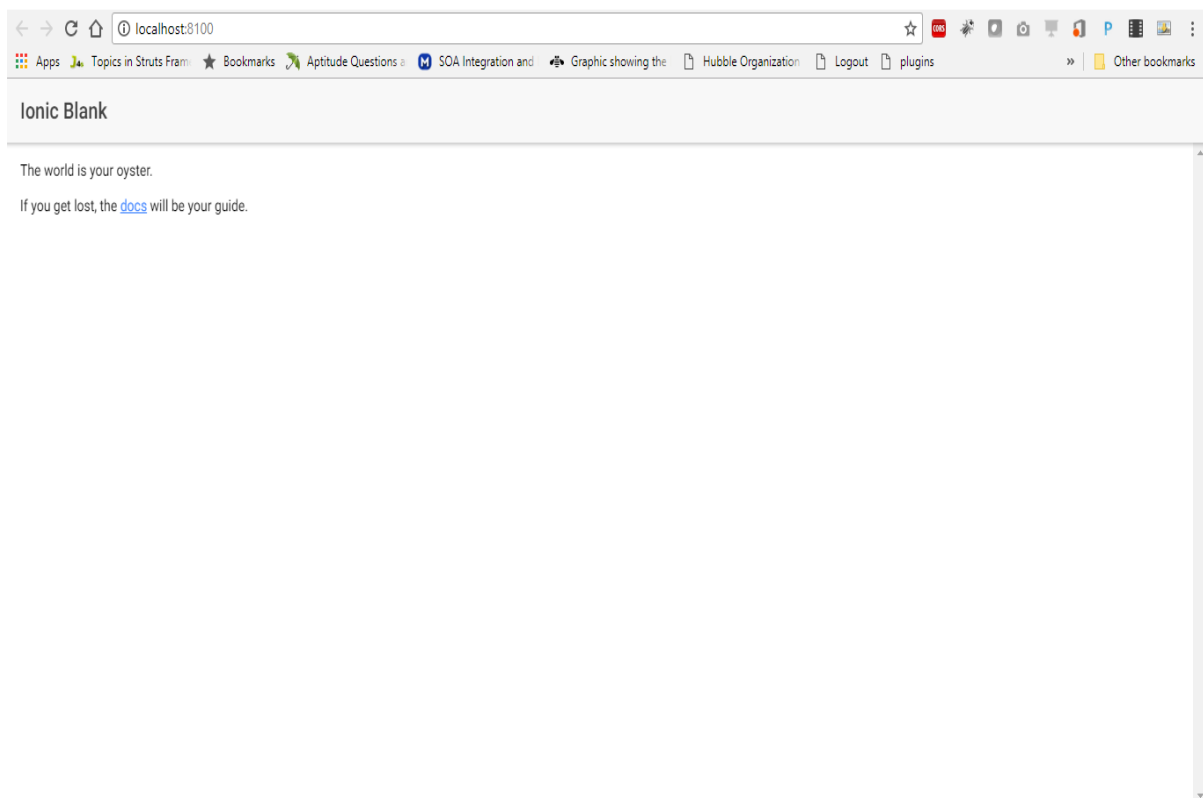 localhost:8100
CORS
P
Apps Topics in Struts Fram Bookmarks Aptitude Questions a M SOA Integration and Graphic showing the Hubble Organization Logout plugins » Other bookmarks
Ionic Blank
The world is your oyster.
If you get lost, the docs will be your guide.